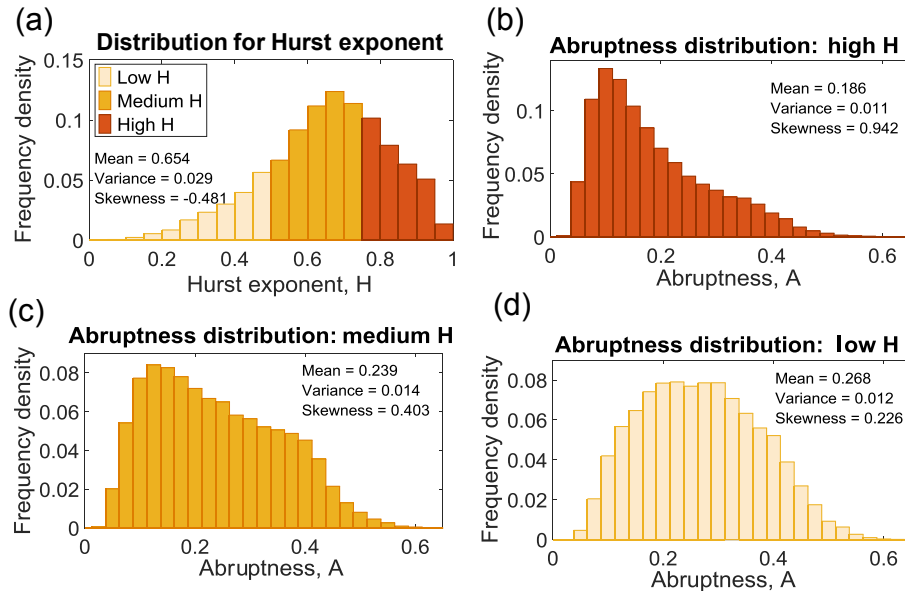 (a)
Distribution for Hurst exponent
Low H
Medium H
High H
Mean = 0.654
Variance = 0.029
Skewness = -0.481
Frequency density
0.15
0.1
0.05
0
0 0.2 0.4 0.6 0.8 1
Hurst exponent, H
(b)
Abruptness distribution: high H
Mean = 0.186
Variance = 0.011
Skewness = 0.942
Frequency density
0.1
0.05
0
0 0.2 0.4 0.6
Abruptness, A
(c)
Abruptness distribution: medium H
Mean = 0.239
Variance = 0.014
Skewness = 0.403
Frequency density
0.08
0.06
0.04
0.02
0
0 0.2 0.4 0.6
Abruptness, A
(d)
Abruptness distribution: low H
Mean = 0.268
Variance = 0.012
Skewness = 0.226
Frequency density
0.08
0.06
0.04
0.02
0
0 0.2 0.4 0.6
Abruptness, A